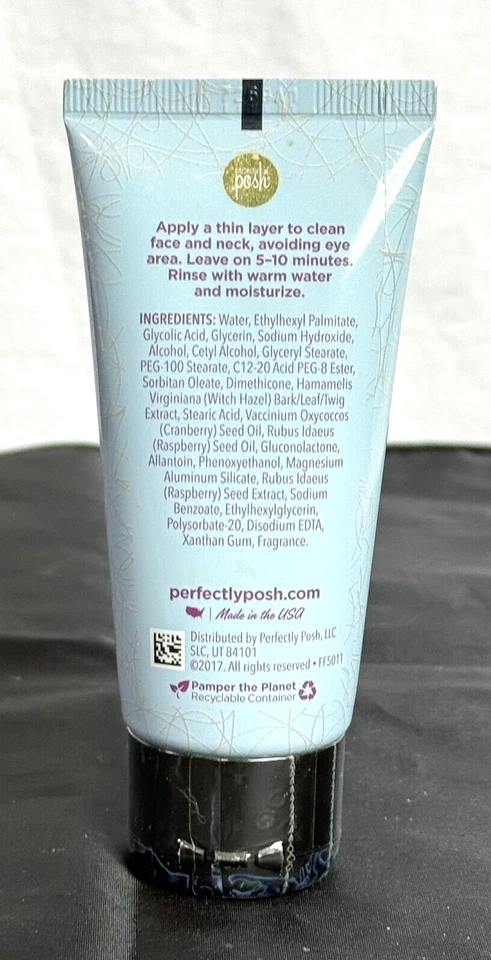 posh
Apply a thin layer to clean
face and neck, avoiding eye
area. Leave on 5–10 minutes.
Rinse with warm water
and moisturize.
INGREDIENTS: Water, Ethylhexyl Palmitate,
Glycolic Acid, Glycerin, Sodium Hydroxide,
Alcohol, Cetyl Alcohol, Glyceryl Stearate,
PEG-100 Stearate, C12-20 Acid PEG-8 Ester,
Sorbitan Oleate, Dimethicone, Hamamelis
Virginiana (Witch Hazel) Bark/Leaf/Twig
Extract, Stearic Acid, Vaccinium Oxycoccos
(Cranberry) Seed Oil, Rubus Idaeus
(Raspberry) Seed Oil, Gluconolactone,
Allantoin, Phenoxyethanol, Magnesium
Aluminum Silicate, Rubus Idaeus
(Raspberry) Seed Extract, Sodium
Benzoate, Ethylhexylglycerin,
Polysorbate-20, Disodium EDTA,
Xanthan Gum, Fragrance.
perfectlyposh.com
| Made in the USA
Distributed by Perfectly Posh, LLC
SLC, UT 84101
©2017. All rights reserved • FF5011
Pamper the Planet
Recyclable Container